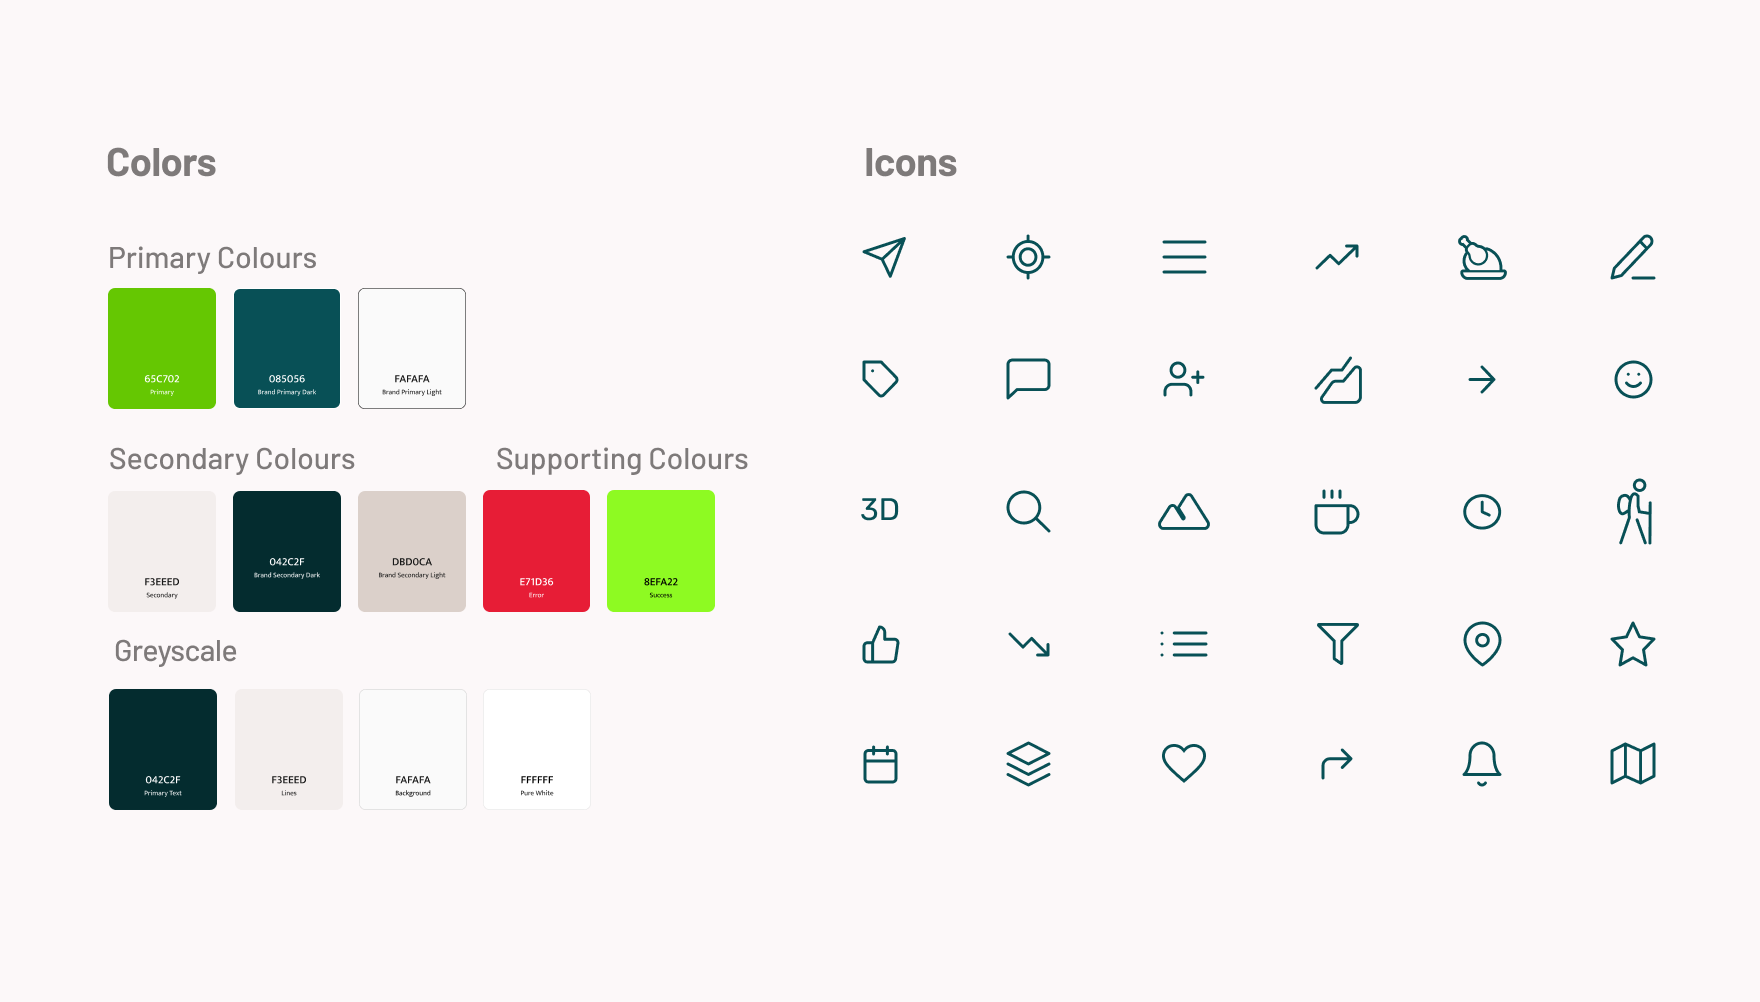 Colors
Primary Colours
65C702
Primary
085056
Brand Primary Dark
FAFAFA
Brand Primary Light
Secondary Colours
F3EEED
Secondary
042C2F
Brand Secondary Dark
DBD0CA
Brand Secondary Light
Supporting Colours
E71D36
Error
8EFA22
Success
Greyscale
042C2F
Primary Text
F3EEED
Lines
FAFAFA
Background
FFFFFF
Pure White
Icons
3D